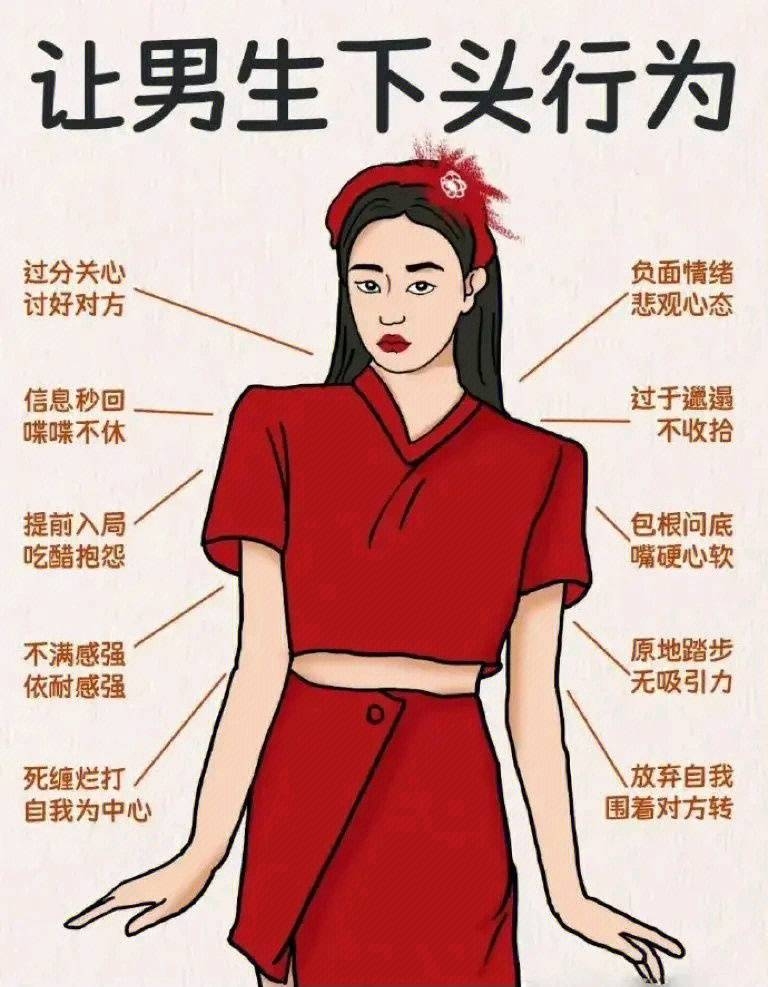 让男生下头行为
过分关心
讨好对方
负面情绪
悲观心态
信息秒回
喋喋不休
过于邋遢
不收拾
提前入局
吃醋抱怨
包根问底
嘴硬心软
不满感强
依耐感强
原地踏步
无吸引力
死缠烂打
自我为中心
放弃自我
围着对方转